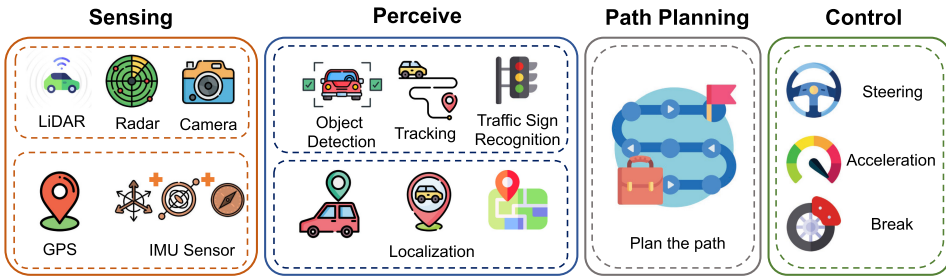 Sensing
LiDAR
Radar
Camera
GPS
IMU Sensor
Perceive
Object
Detection
Tracking
Traffic Sign
Recognition
Localization
Path Planning
Plan the path
Control
Steering
Acceleration
Break